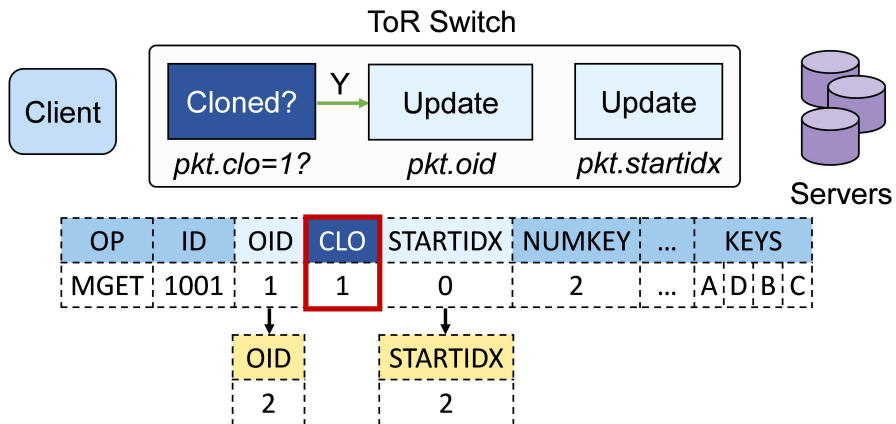 ToR Switch
Client
Cloned?
Y
Update
Update
pkt.clo=1?
pkt.oid
pkt.startidx
Servers
OP ID OID CLO STARTIDX NUMKEY ... KEYS
MGET 1001 1 1 0 2 ... A D B C
OID STARTIDX
2 2